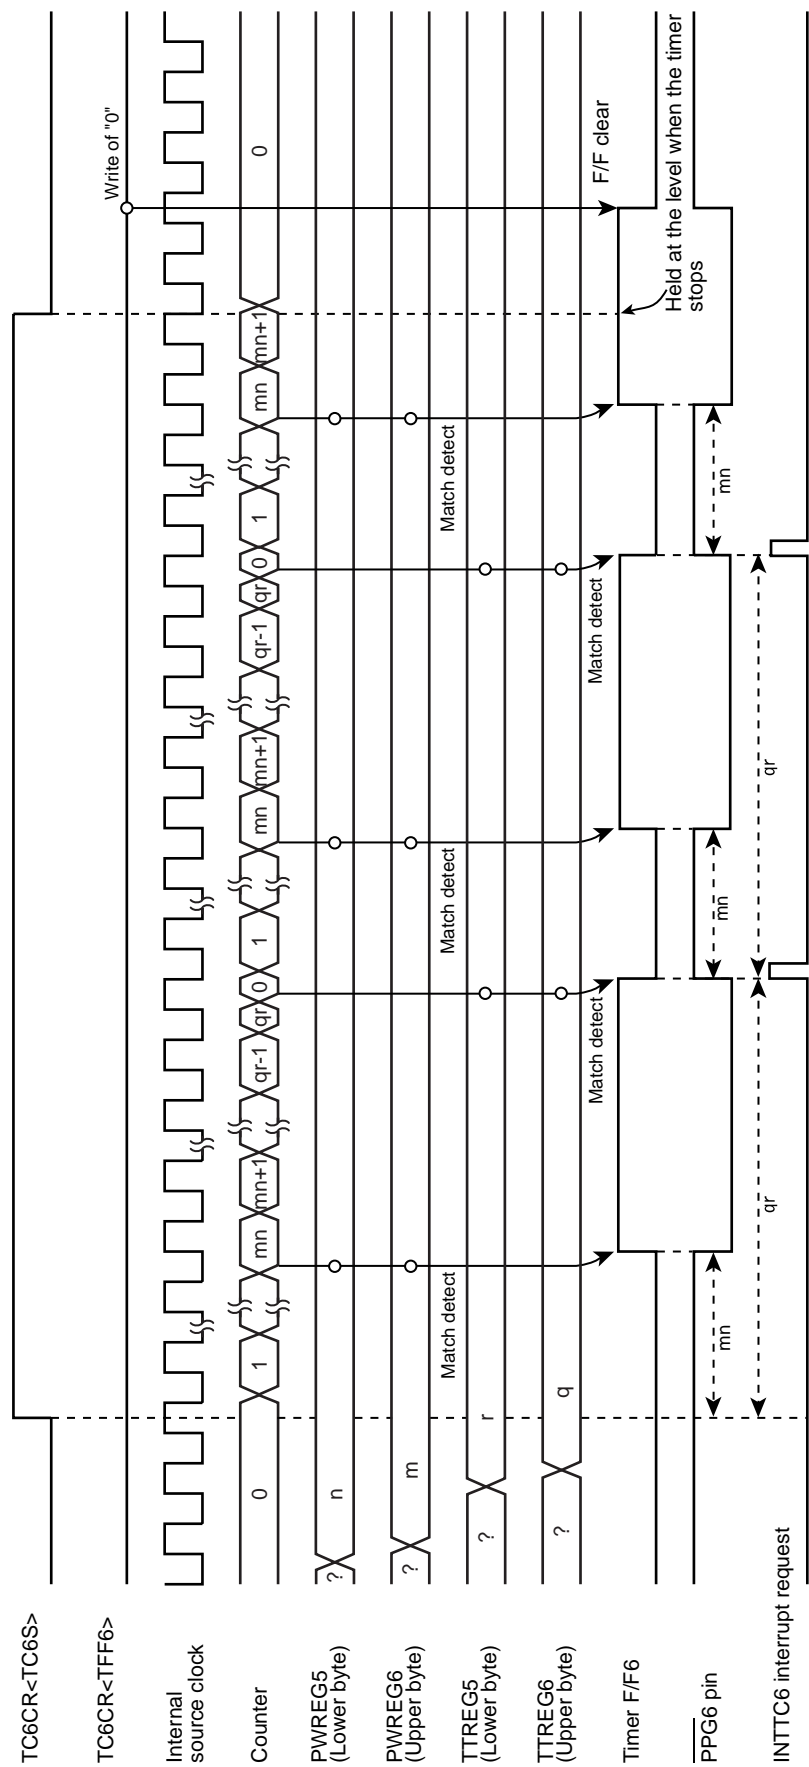 TC6CR<TC6S>
TC6CR<TFF6>
Write of "0"
Internal
source clock
Counter
0
1
mn
mn+1
qr-1
qr
0
1
mn
mn+1
qr-1
qr
0
1
mn
mn+1
0
PWREG5
(Lower byte)
?
n
PWREG6
(Upper byte)
?
m
Match detect
Match detect
Match detect
TTREG5
(Lower byte)
?
r
TTREG6
(Upper byte)
?
q
Match detect
Match detect
F/F clear
Timer F/F6
Held at the level when the timer
stops
PPG6 pin
mn
mn
mn
qr
qr
INTTC6 interrupt request